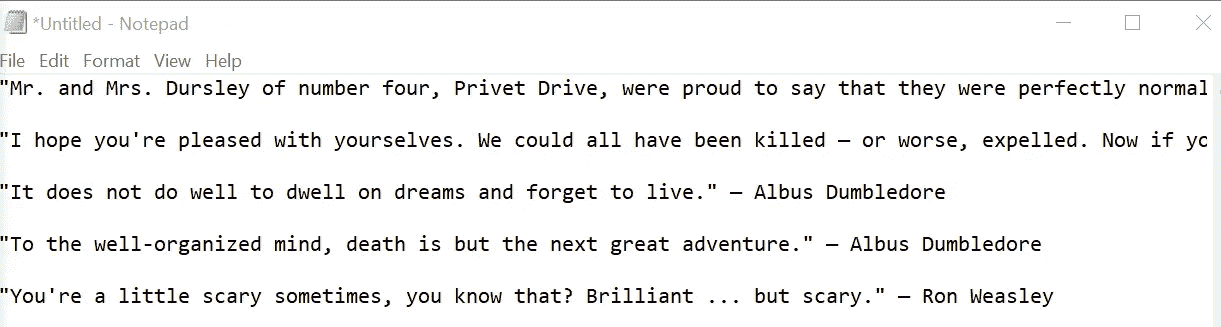 *Untitled - Notepad
File Edit Format View Help
"Mr. and Mrs. Dursley of number four, Privet Drive, were proud to say that they were perfectly normal
"I hope you're pleased with yourselves. We could all have been killed — or worse, expelled. Now if
"It does not do well to dwell on dreams and forget to live." — Albus Dumbledore
"To the well-organized mind, death is but the next great adventure." — Albus Dumbledore
"You're a little scary sometimes, you know that? Brilliant ... but scary." — Ron Weasley